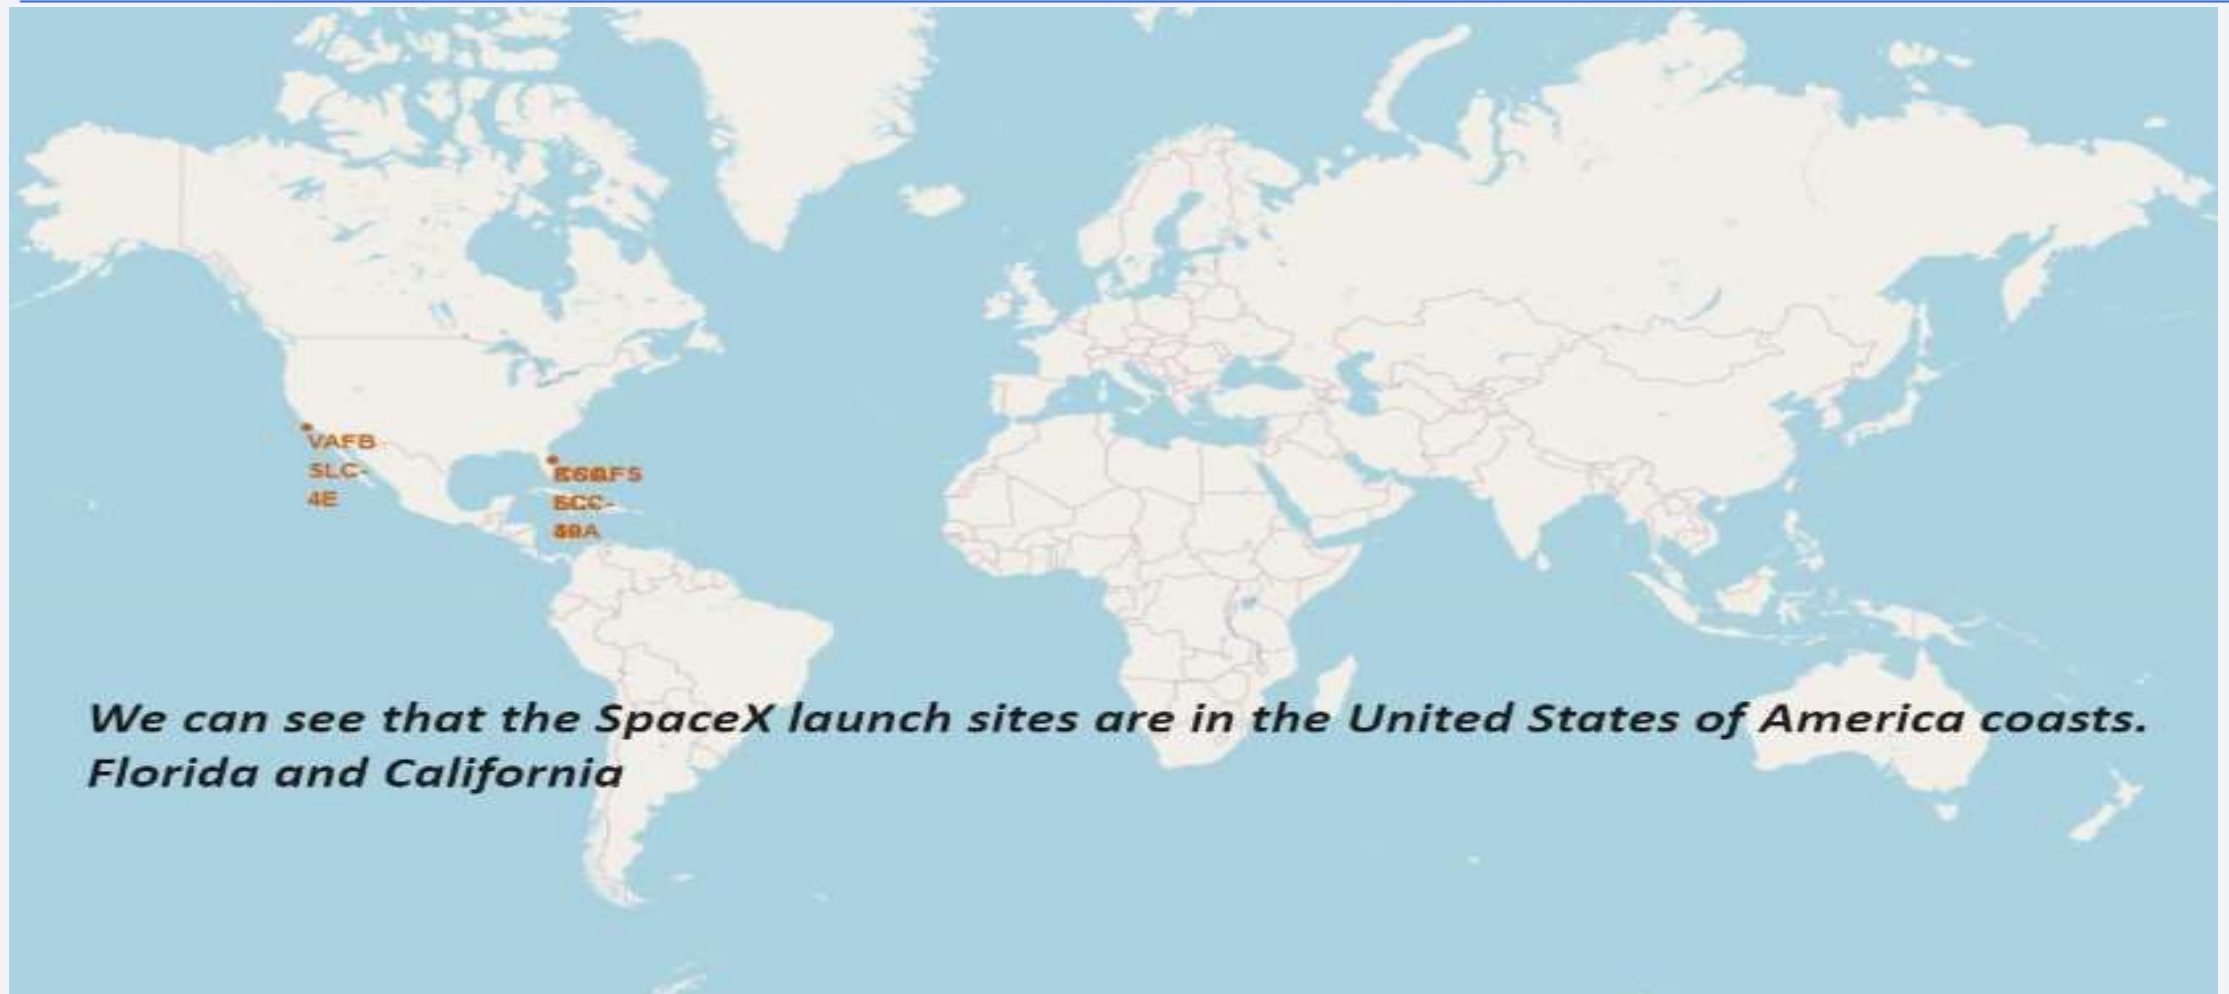 VAFB
SLC-
4E
We can see that the SpaceX launch sites are in the United States of America coasts.
Florida and California